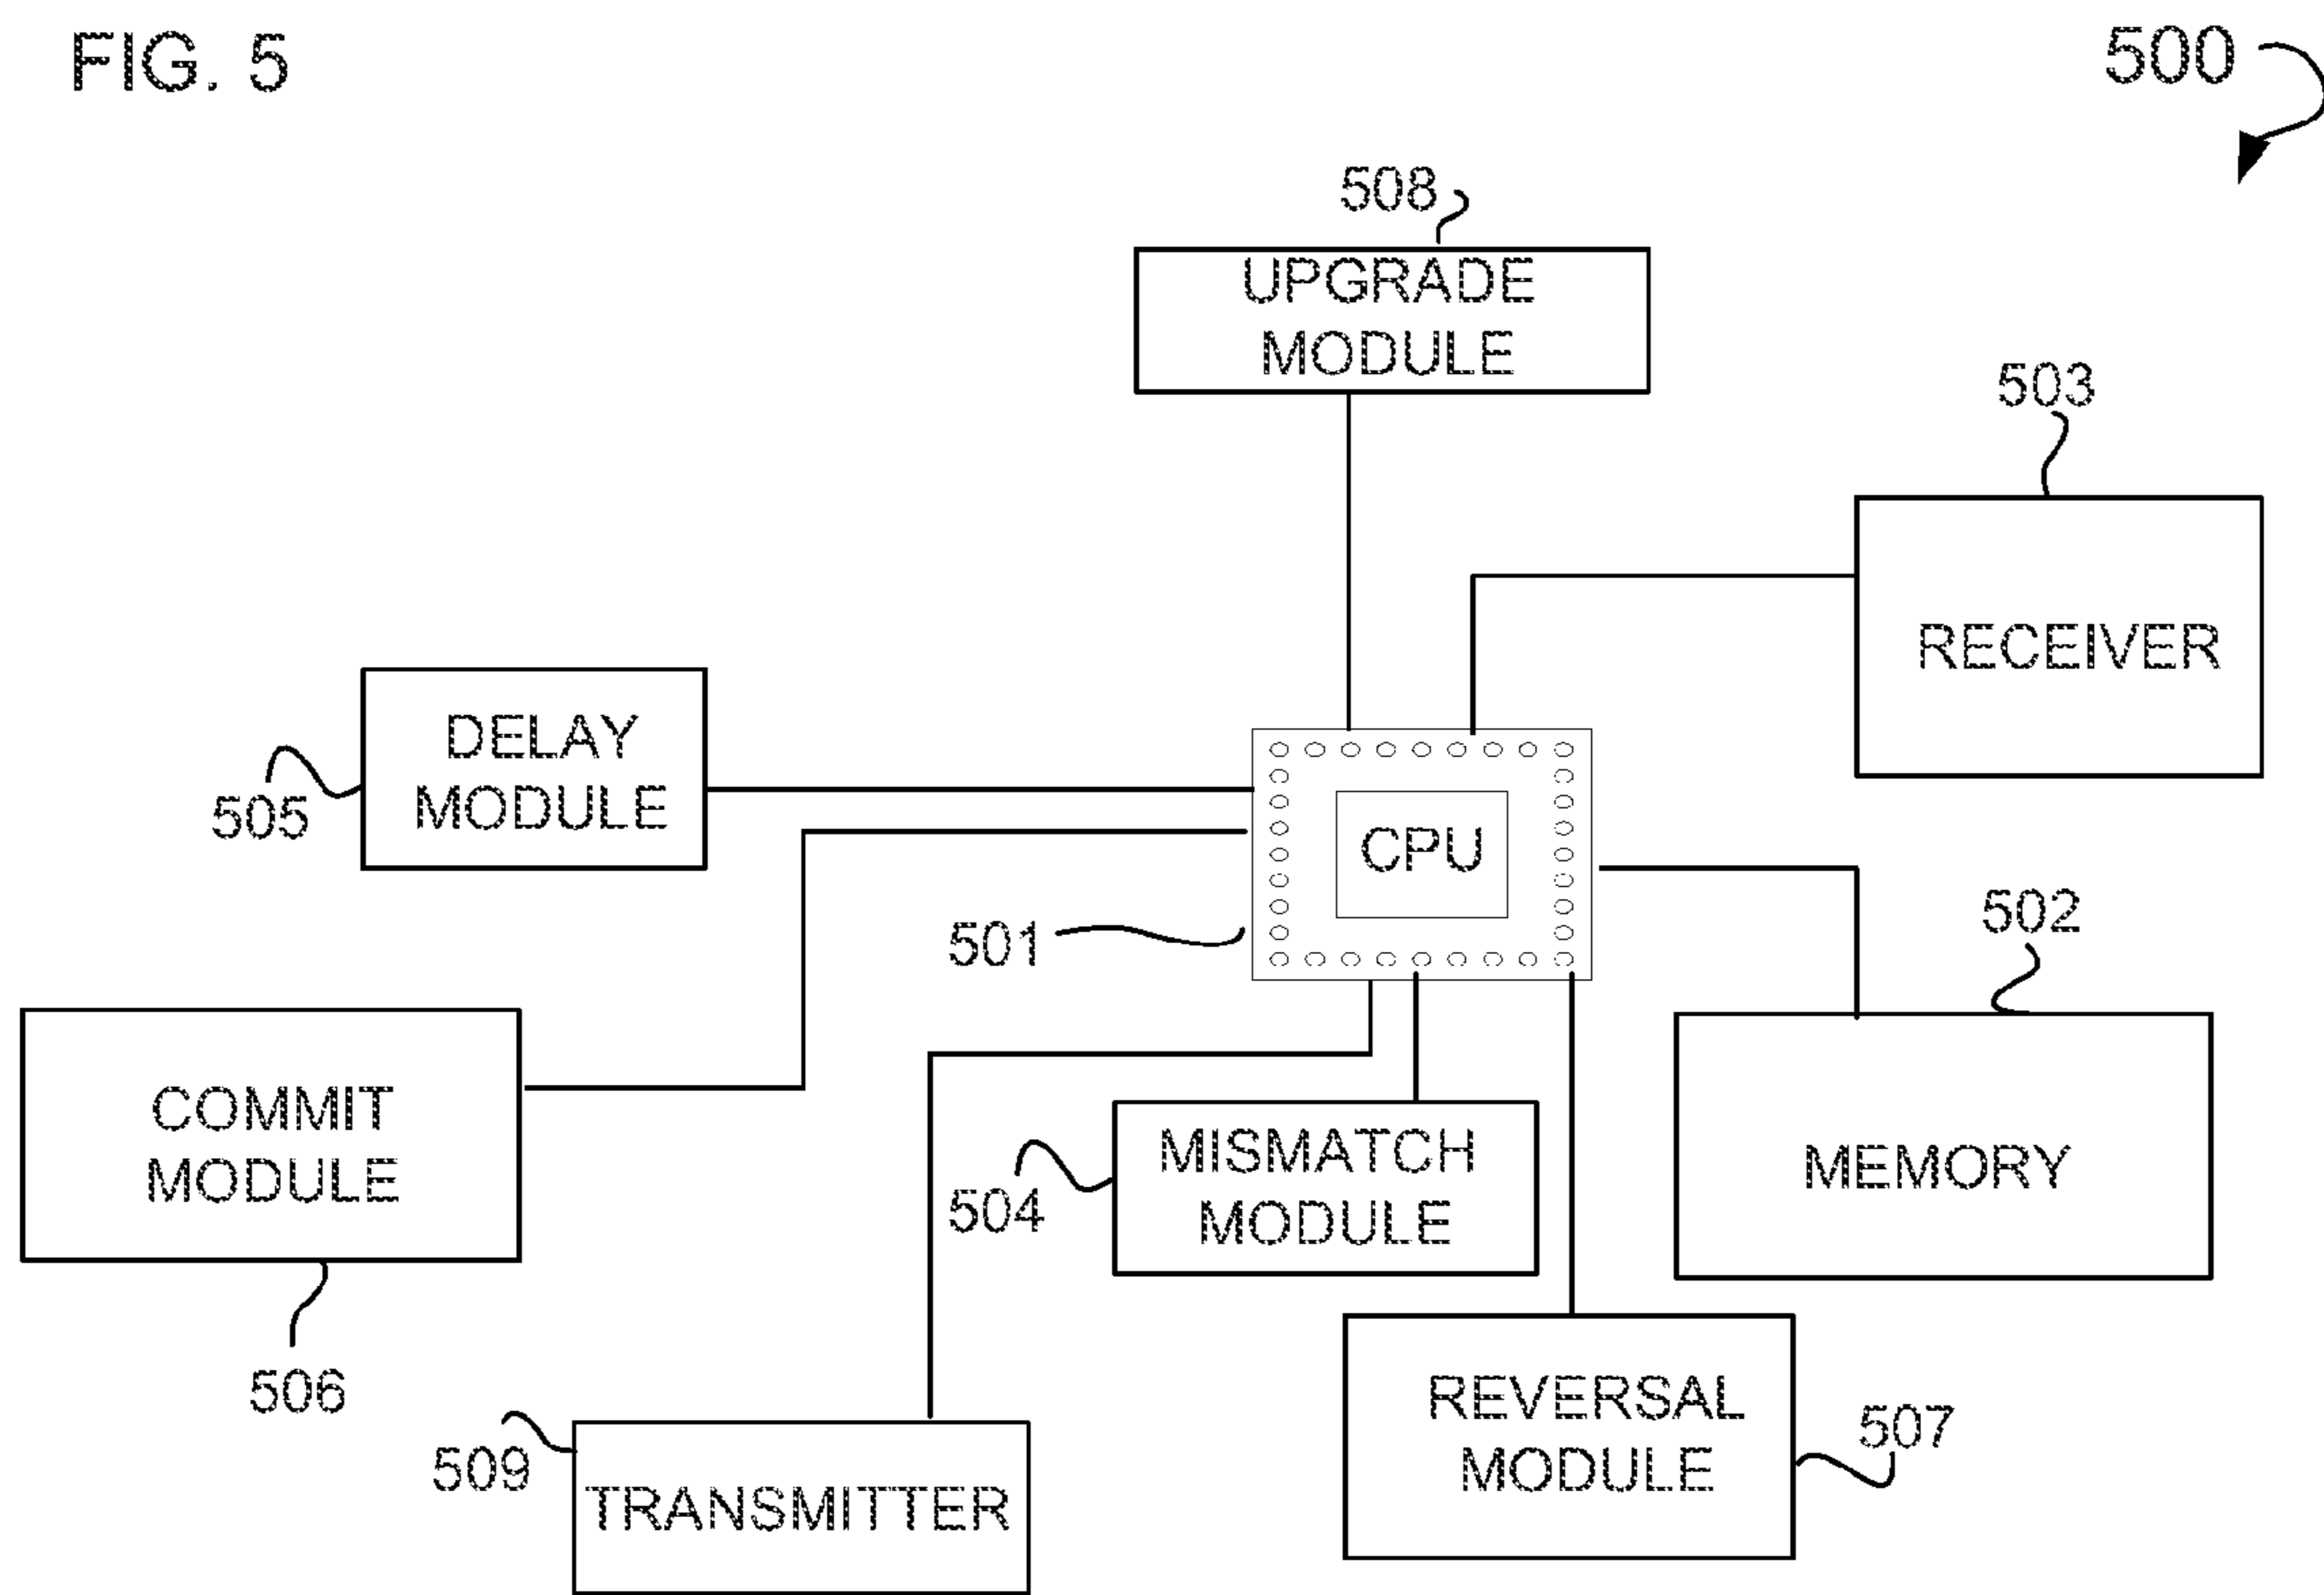 FIG. 5
500
508
UPGRADE
MODULE
503
RECEIVER
DELAY
MODULE
505
CPU
501
502
MEMORY
COMMIT
MODULE
506
MISMATCH
MODULE
504
REVERSAL
MODULE
507
509
TRANSMITTER